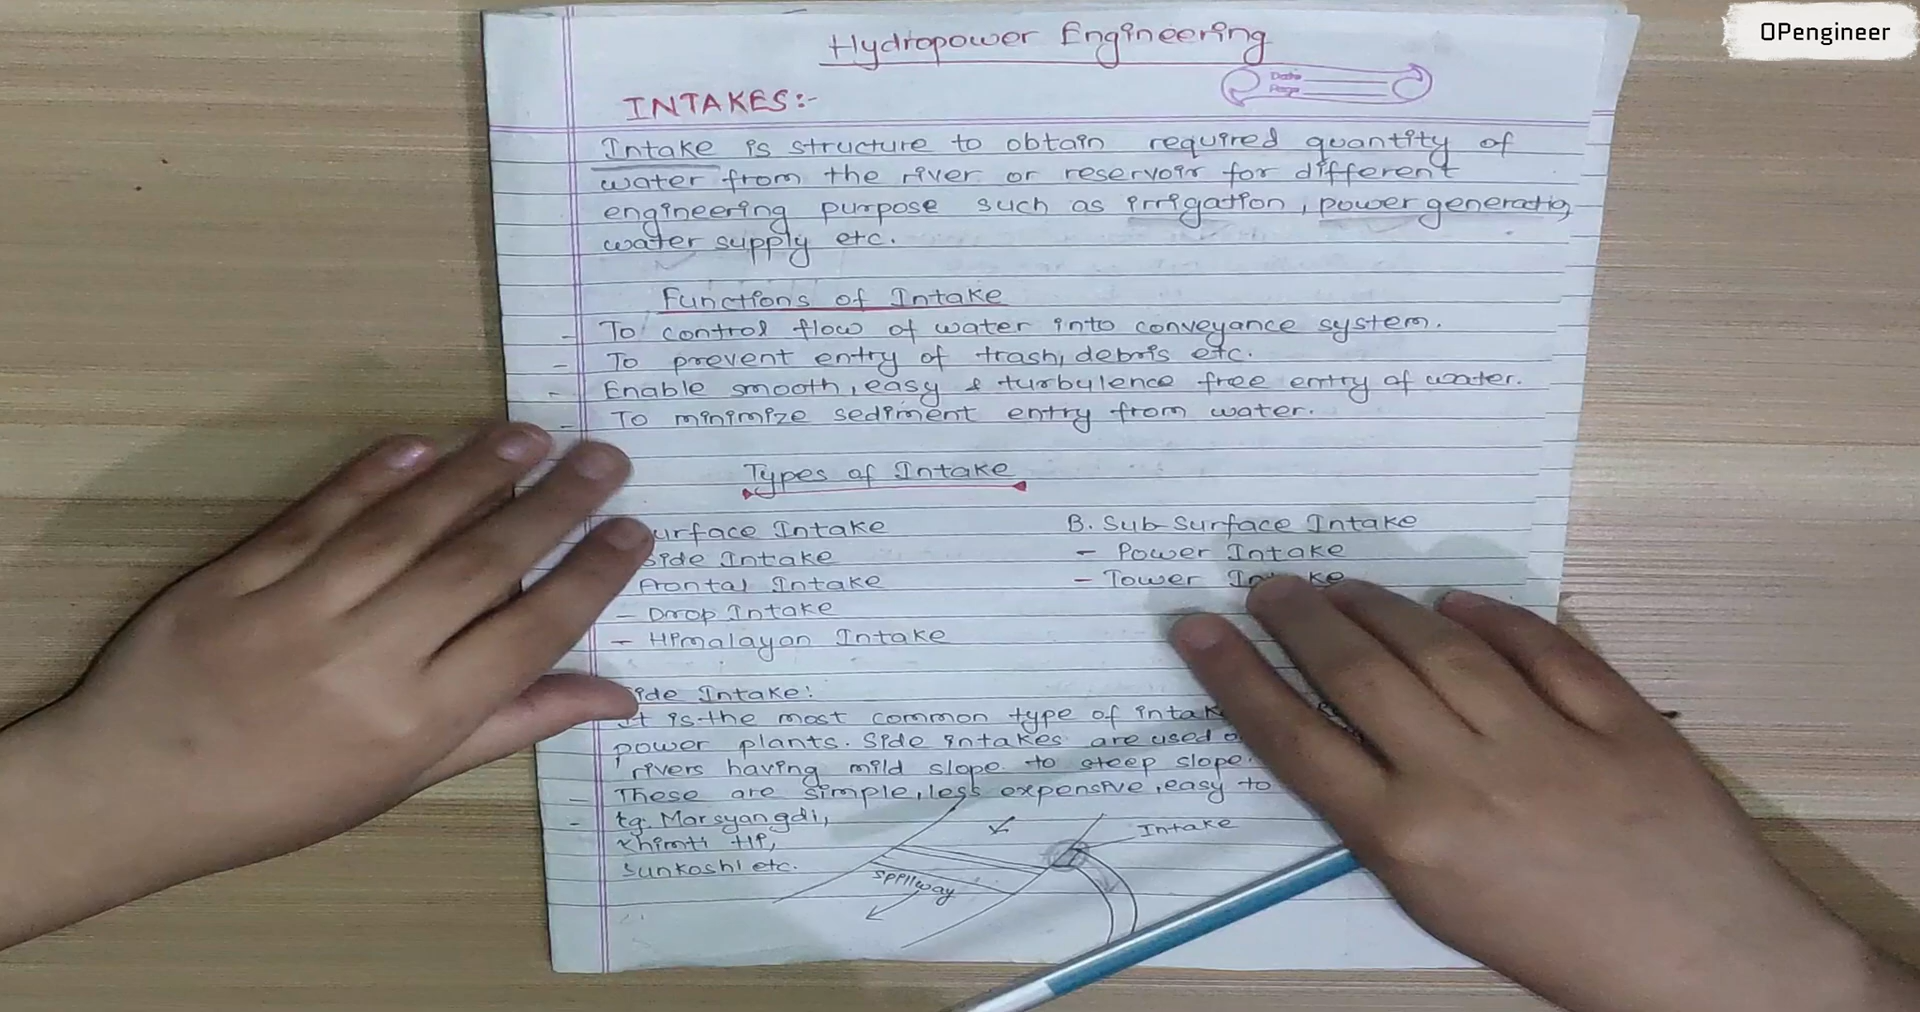 OPengineer
Hydropower Engineering
Date
Page
INTAKES:-
Intake is structure to obtain required quantity of
water from the river or reservoir for different
engineering purpose such as irrigation, power generatio
water supply etc.
Functions of Intake
- To control flow of water into conveyance system.
- To prevent entry of trash, debris etc.
- Enable smooth, easy & turbulence free entry of water.
- To minimize sediment entry from water.
Types of Intake
urface Intake
B. Sub Surface Intake
Side Intake
- Power Intake
Frontal Intake
- Tower
- Drop Intake
- Himalayan Intake
ide Intake:
It is the most common type of
power plants. Side intakes are used
rivers having mild slope to steep slope.
- These are simple, less expensive, easy to
- Eg. Marsyangdi,
Khimti HP,
Sunkoshi etc.
Intake
Spillway